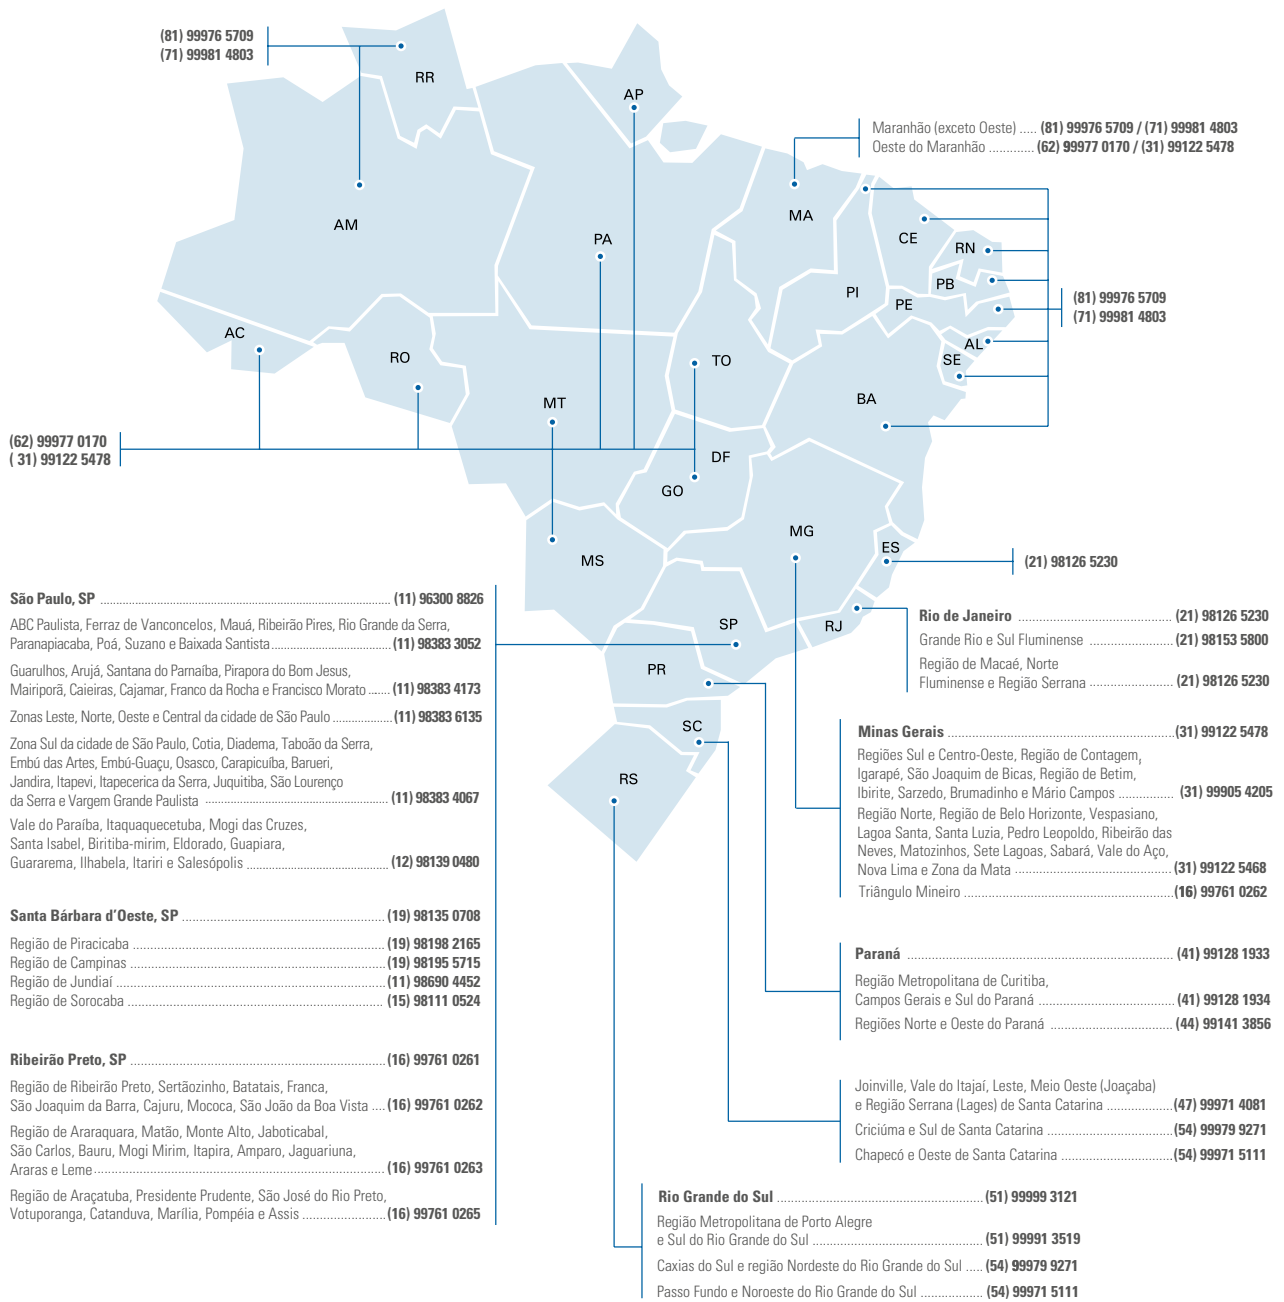 (81) 99976 5709
(71) 99981 4803
RR
AP
Maranhão (exceto Oeste) ..... (81) 99976 5709 / (71) 99981 4803
Oeste do Maranhão ............. (62) 99977 0170 / (31) 99122 5478
AM
PA
MA
CE
RN
PB
PI
PE
(81) 99976 5709
(71) 99981 4803
AC
RO
TO
AL
SE
MT
BA
(62) 99977 0170
( 31) 99122 5478
DF
GO
MG
MS
ES
(21) 98126 5230
SP
RJ
PR
SC
RS
São Paulo, SP ..... (11) 96300 8826
ABC Paulista, Ferraz de Vanconcelos, Mauá, Ribeirão Pires, Rio Grande da Serra,
Paranapiacaba, Poá, Suzano e Baixada Santista ..... (11) 98383 3052
Guarulhos, Arujá, Santana do Parnaíba, Pirapora do Bom Jesus,
Mairiporã, Caieiras, Cajamar, Franco da Rocha e Francisco Morato ..... (11) 98383 4173
Zonas Leste, Norte, Oeste e Central da cidade de São Paulo ..... (11) 98383 6135
Zona Sul da cidade de São Paulo, Cotia, Diadema, Taboão da Serra,
Embú das Artes, Embú-Guaçu, Osasco, Carapicuíba, Barueri,
Jandira, Itapevi, Itapecerica da Serra, Juquitiba, São Lourenço
da Serra e Vargem Grande Paulista ..... (11) 98383 4067
Vale do Paraíba, Itaquaquecetuba, Mogi das Cruzes,
Santa Isabel, Biritiba-mirim, Eldorado, Guapiara,
Guararema, Ilhabela, Itariri e Salesópolis ..... (12) 98139 0480
Santa Bárbara d'Oeste, SP ..... (19) 98135 0708
Região de Piracicaba ..... (19) 98198 2165
Região de Campinas ..... (19) 98195 5715
Região de Jundiaí ..... (11) 98690 4452
Região de Sorocaba ..... (15) 98111 0524
Ribeirão Preto, SP ..... (16) 99761 0261
Região de Ribeirão Preto, Sertãozinho, Batatais, Franca,
São Joaquim da Barra, Cajuru, Mococa, São João da Boa Vista .... (16) 99761 0262
Região de Araraquara, Matão, Monte Alto, Jaboticabal,
São Carlos, Bauru, Mogi Mirim, Itapira, Amparo, Jaguariuna,
Araras e Leme ..... (16) 99761 0263
Região de Araçatuba, Presidente Prudente, São José do Rio Preto,
Votuporanga, Catanduva, Marília, Pompéia e Assis ..... (16) 99761 0265
Rio de Janeiro ..... (21) 98126 5230
Grande Rio e Sul Fluminense ..... (21) 98153 5800
Região de Macaé, Norte
Fluminense e Região Serrana ..... (21) 98126 5230
Minas Gerais ..... (31) 99122 5478
Regiões Sul e Centro-Oeste, Região de Contagem,
Igarapé, São Joaquim de Bicas, Região de Betim,
Ibirite, Sarzedo, Brumadinho e Mário Campos ..... (31) 99905 4205
Região Norte, Região de Belo Horizonte, Vespasiano,
Lagoa Santa, Santa Luzia, Pedro Leopoldo, Ribeirão das
Neves, Matozinhos, Sete Lagoas, Sabará, Vale do Aço,
Nova Lima e Zona da Mata ..... (31) 99122 5468
Triângulo Mineiro ..... (16) 99761 0262
Paraná ..... (41) 99128 1933
Região Metropolitana de Curitiba,
Campos Gerais e Sul do Paraná ..... (41) 99128 1934
Regiões Norte e Oeste do Paraná ..... (44) 99141 3856
Joinville, Vale do Itajaí, Leste, Meio Oeste (Joaçaba)
e Região Serrana (Lages) de Santa Catarina ..... (47) 99971 4081
Criciúma e Sul de Santa Catarina ..... (54) 99979 9271
Chapecó e Oeste de Santa Catarina ..... (54) 99971 5111
Rio Grande do Sul ..... (51) 99999 3121
Região Metropolitana de Porto Alegre
e Sul do Rio Grande do Sul ..... (51) 99991 3519
Caxias do Sul e região Nordeste do Rio Grande do Sul ..... (54) 99979 9271
Passo Fundo e Noroeste do Rio Grande do Sul ..... (54) 99971 5111